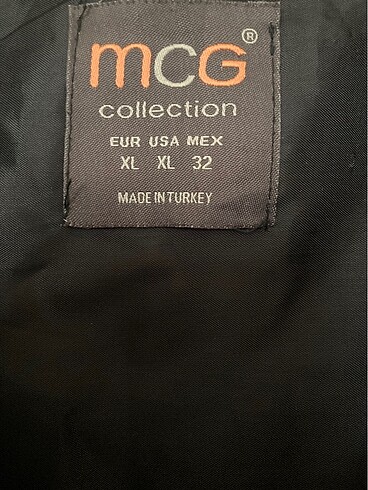 mcG®
collection
EUR USA MEX
XL XL 32
MADE IN TURKEY